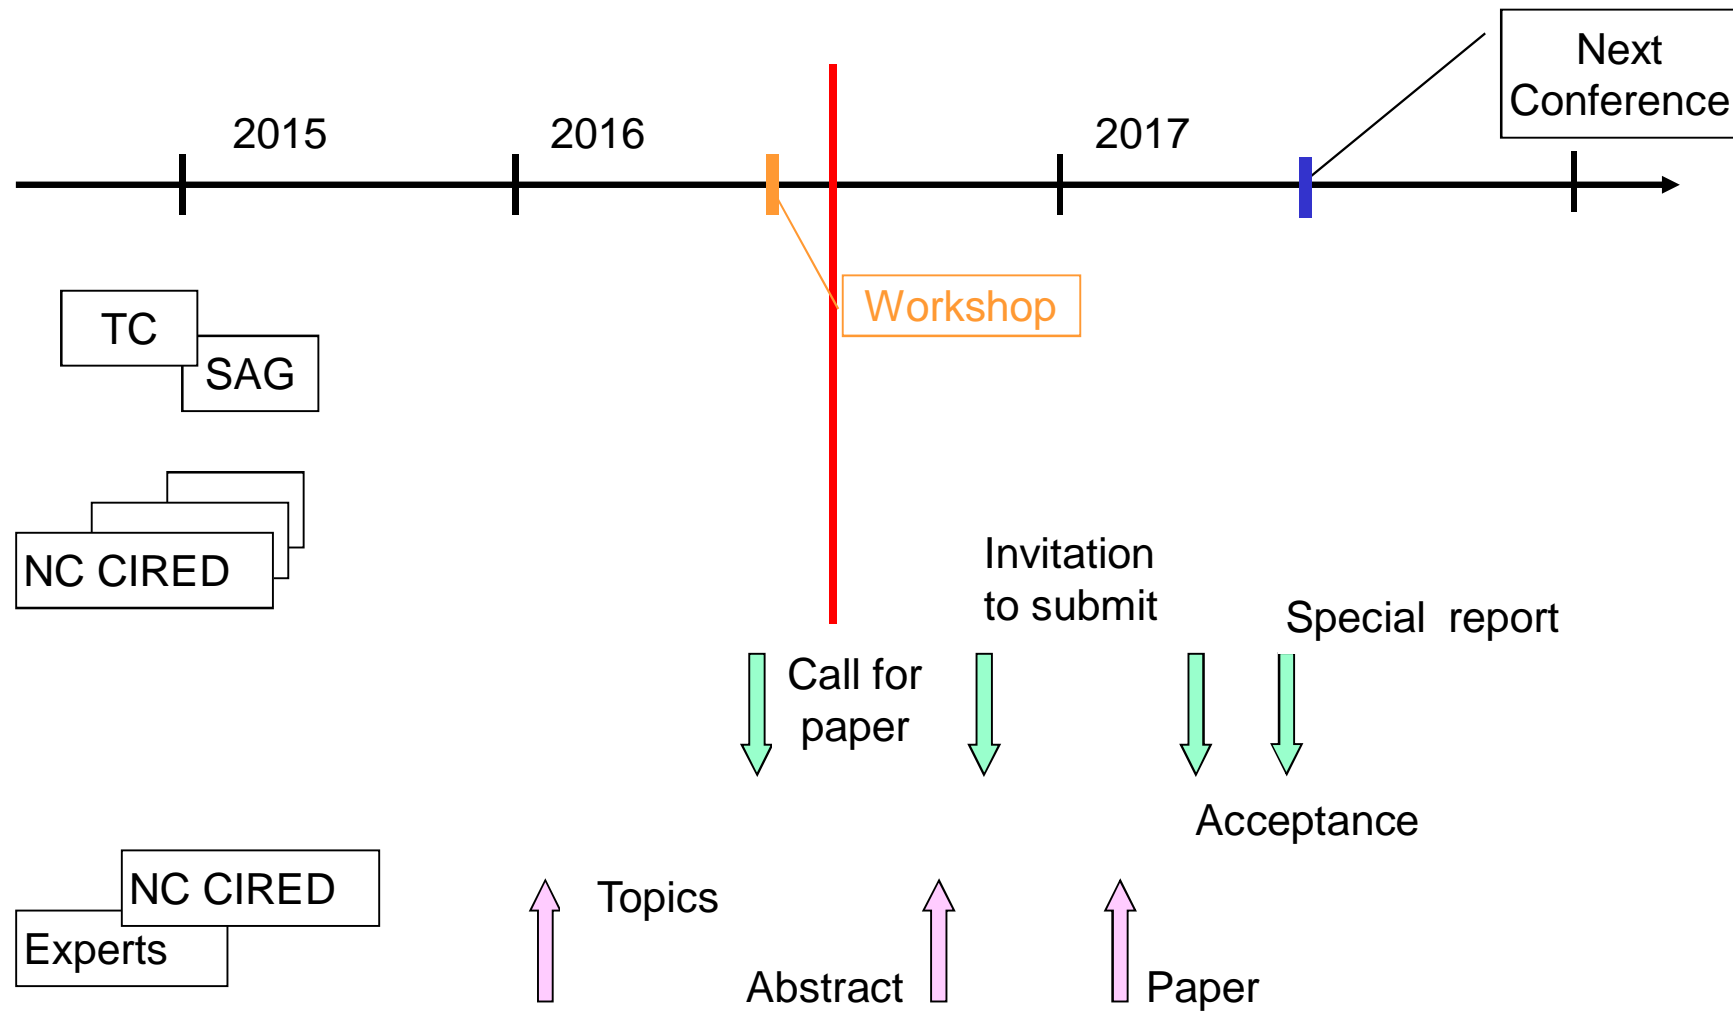 Next
Conference
2015
2016
2017
Workshop
TC
SAG
NC CIRED
Invitation
to submit
Special report
Call for
paper
Acceptance
NC CIRED
Experts
Topics
Abstract
Paper